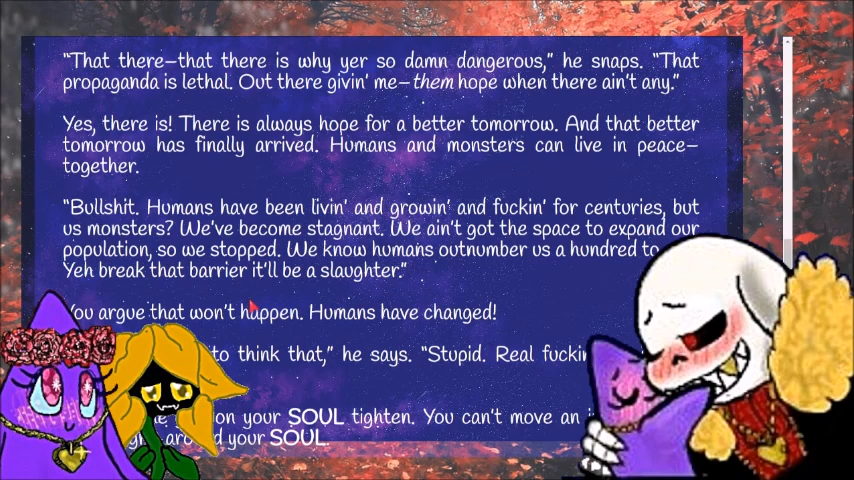 “That there—that there is why yer so damn dangerous,” he snaps. “That
propaganda is lethal. Out there givin’ me—them hope when there ain’t any.”
Yes, there is! There is always hope for a better tomorrow. And that better
tomorrow has finally arrived. Humans and monsters can live in peace—
together.
“Bullshit. Humans have been livin’ and growin’ and fuckin’ for centuries, but
us monsters? We’ve become stagnant. We ain’t got the space to expand our
population, so we stopped. We know humans outnumber us a hundred to
Yeh break that barrier it’ll be a slaughter.”
You argue that won’t happen. Humans have changed!
to think that,” he says. “Stupid. Real
on your SOUL tighten. You can’t move an
your SOUL.